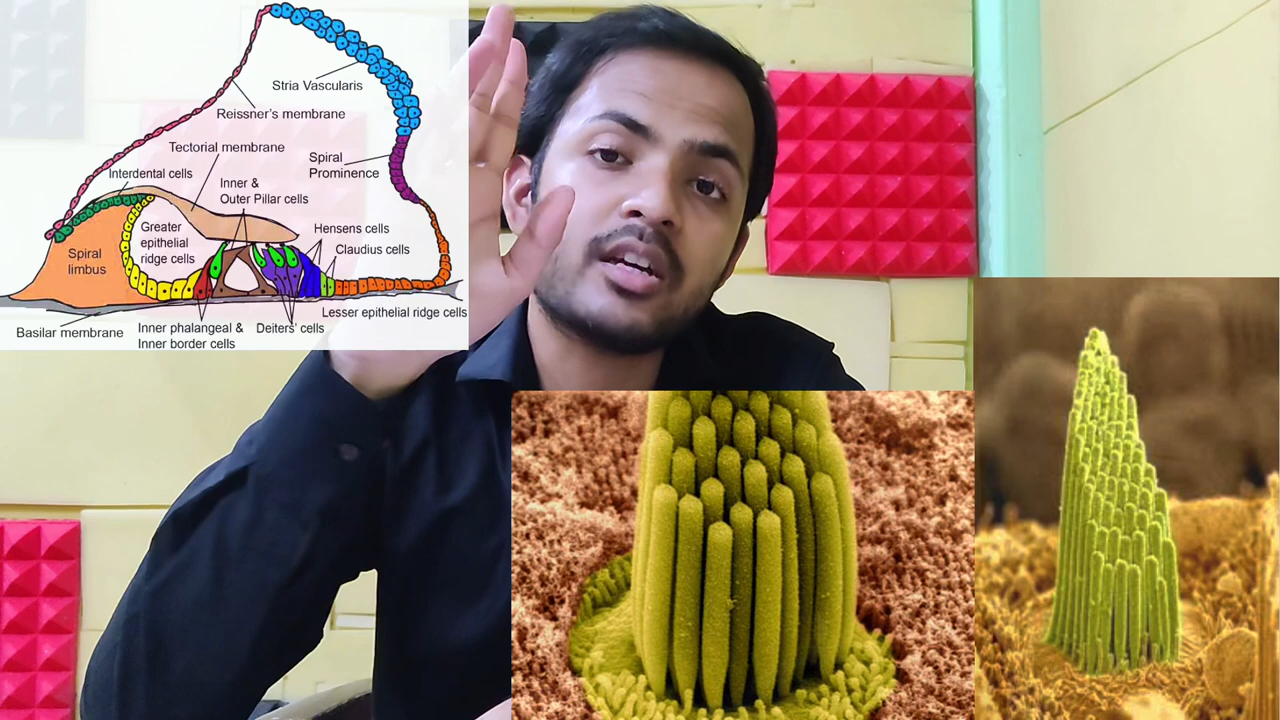 Stria Vascularis
Reissner's membrane
Tectorial membrane
Spiral
Prominence
Interdental cells
Inner &
Outer Pillar cells
Greater
epithelial
ridge cells
Hensens cells
Claudius cells
Spiral
limbus
Lesser epithelial ridge cells
Basilar membrane
Inner phalangeal &
Inner border cells
Deiters' cells